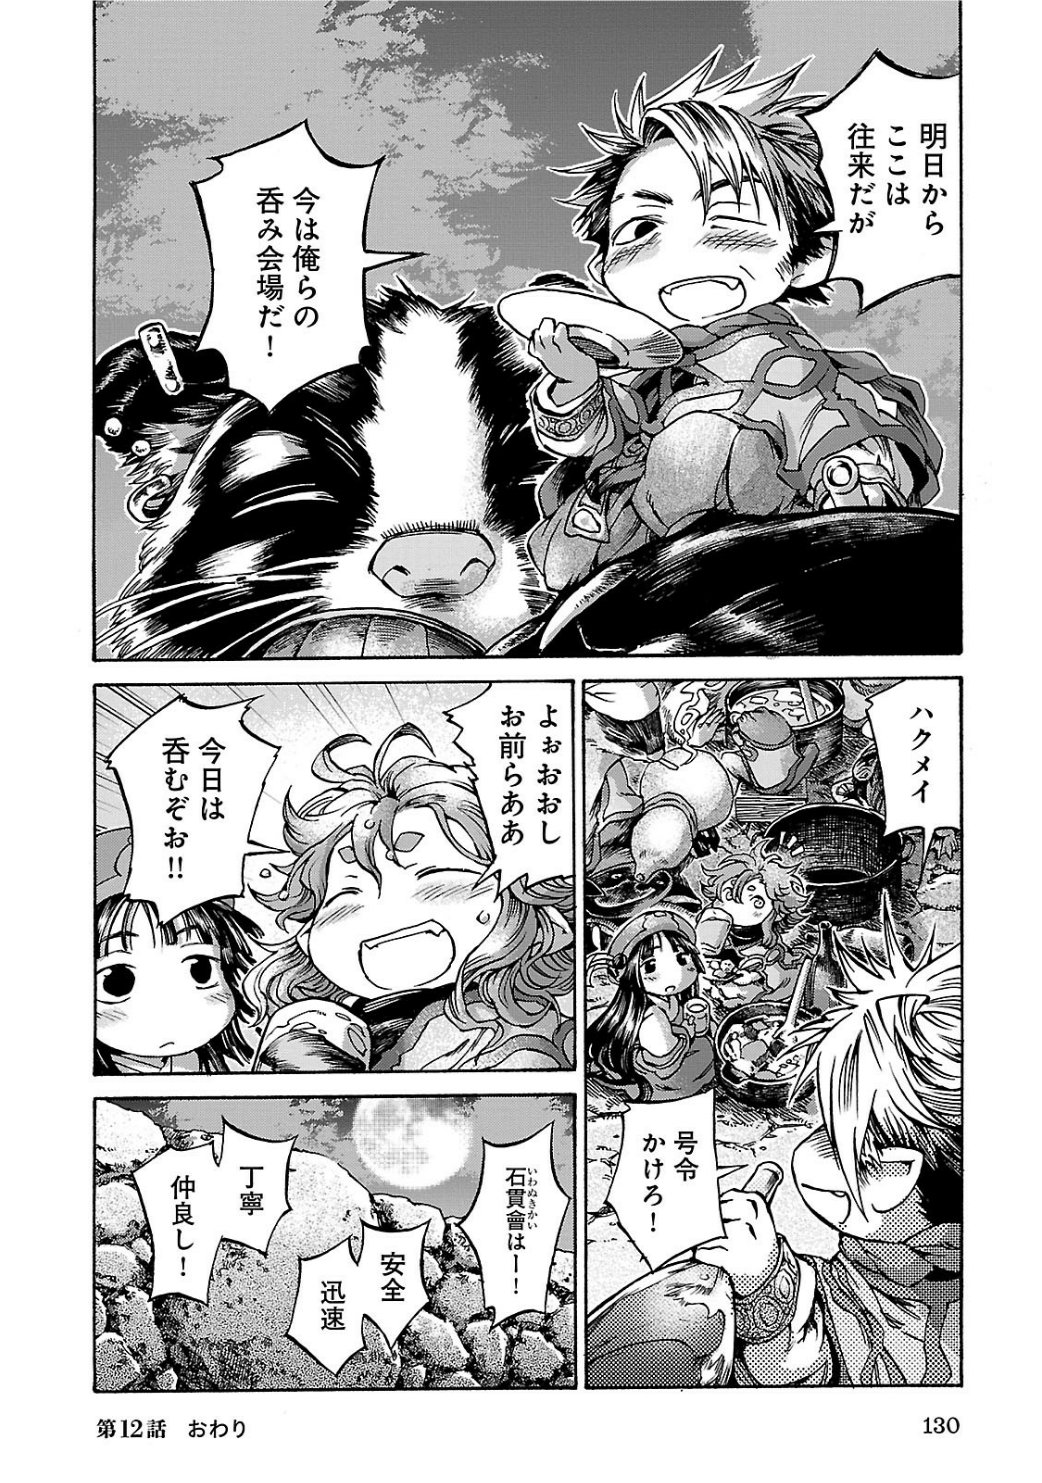 明日から
ここは
往来だが
今は俺らの
呑み会場だ！
ハクメイ
号令
かけろ！
よぉぉおし
お前らああ
今日は
呑むぞお!!
いわぬきかい
石貫會はー！
安全
迅速
丁寧
仲良し！
第12話 おわり
130